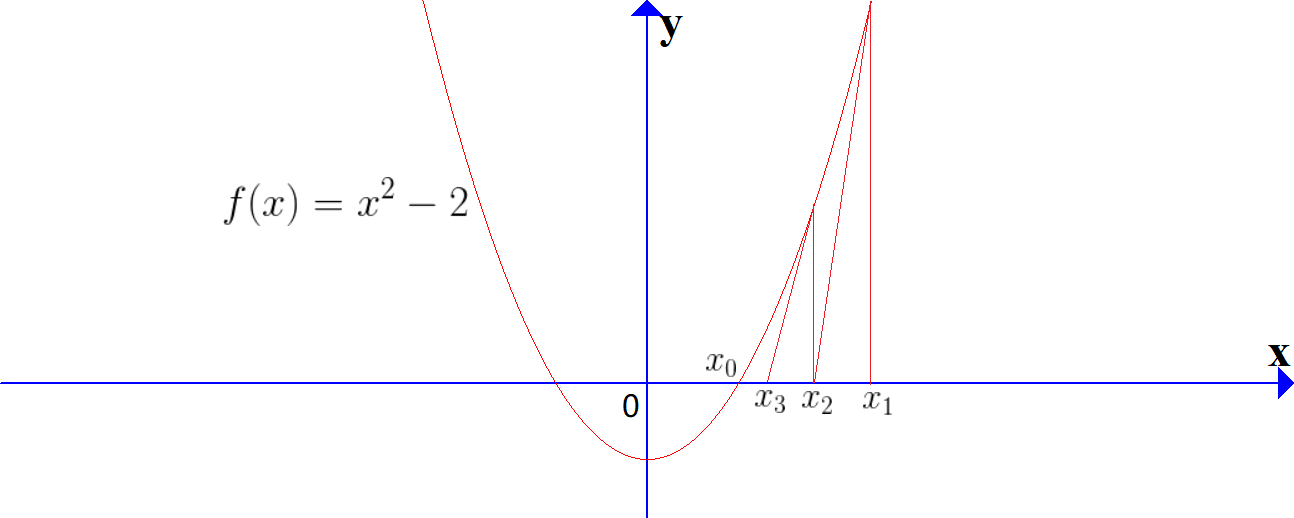 y
f(x) = x² − 2
x
x₀
0
x₃ x₂ x₁